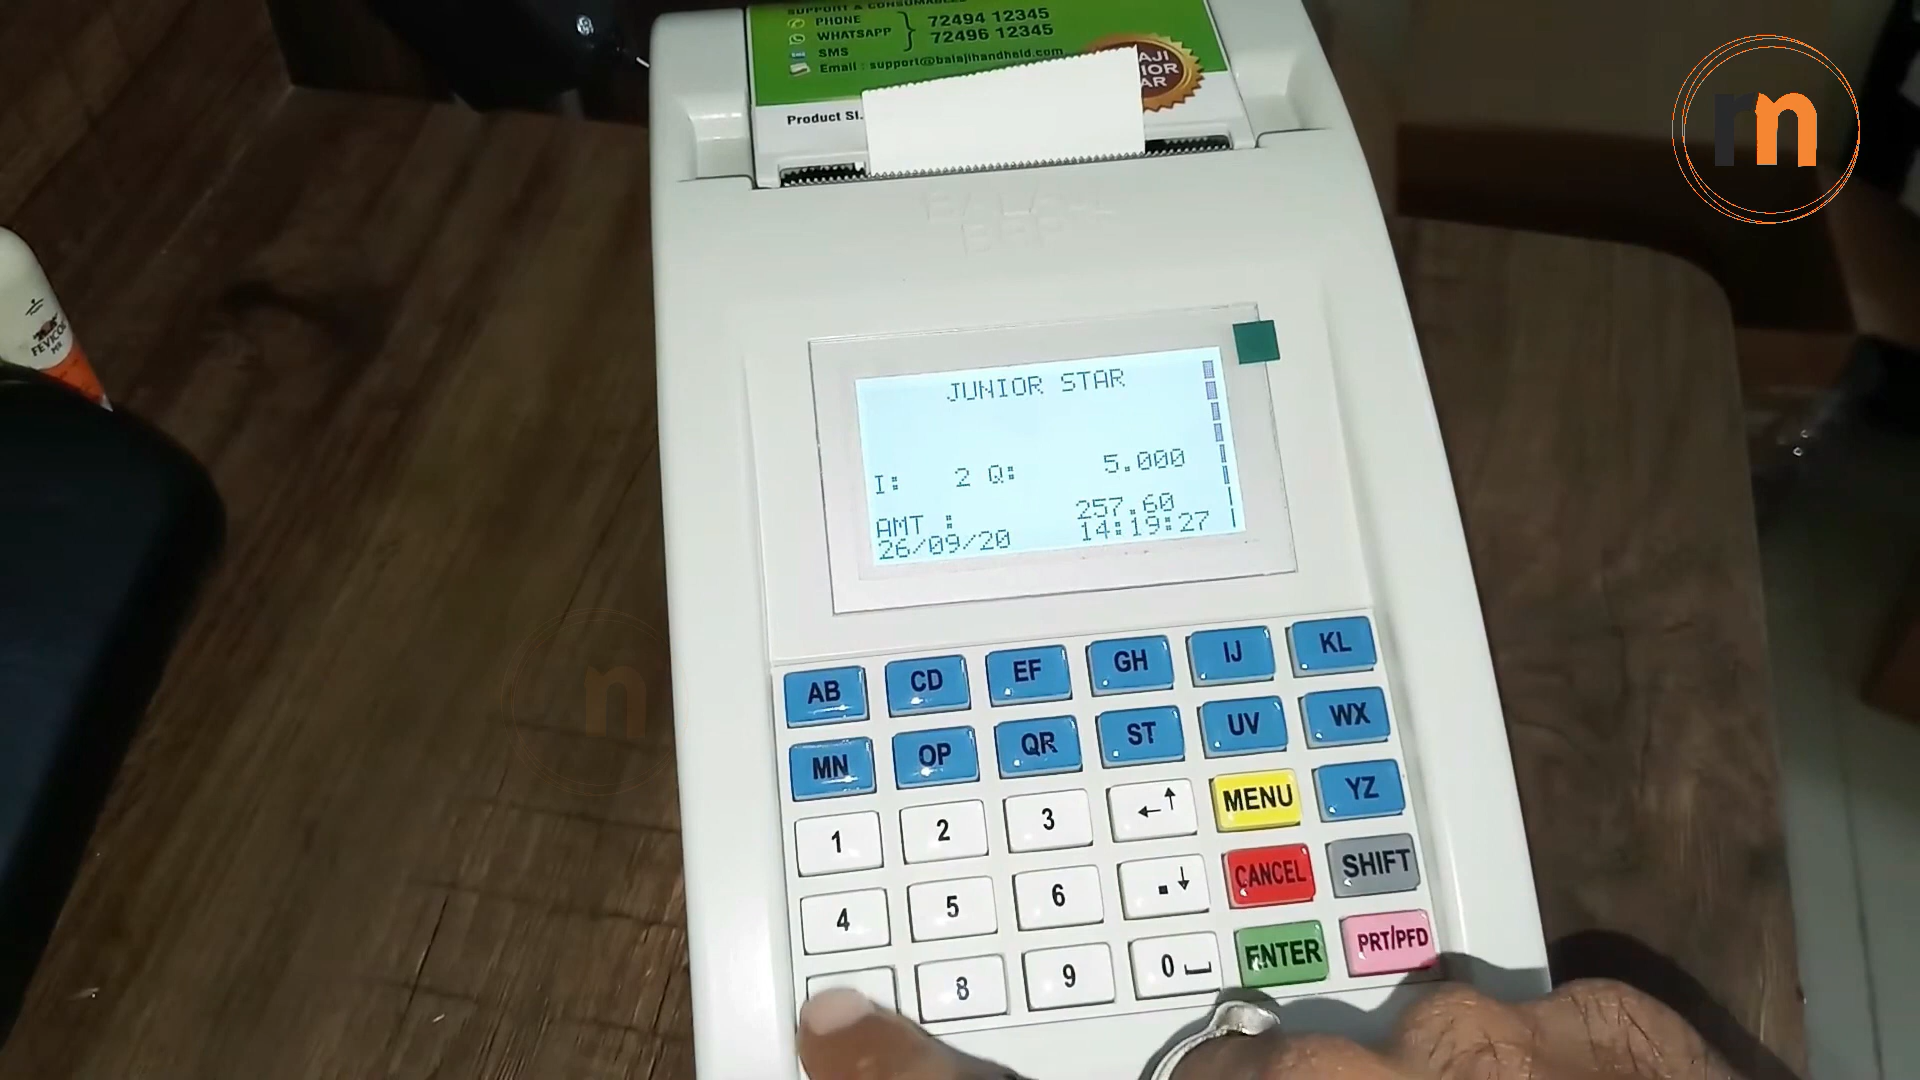 SUPPORT & CONSUMABLES
PHONE
WHATSAPP
SMS
72494 12345
72496 12345
Email : support@balajihandheld.com
Product Sl.
rn
FEVICOL
MR
JUNIOR STAR
I: 2 Q: 5.000
AMT : 257.60
26/09/20 14:19:27
AB CD EF GH IJ KL
MN OP QR ST UV WX
1 2 3 ←↑ MENU YZ
4 5 6 . ↓ CANCEL SHIFT
8 9 0 ENTER PRT/PFD